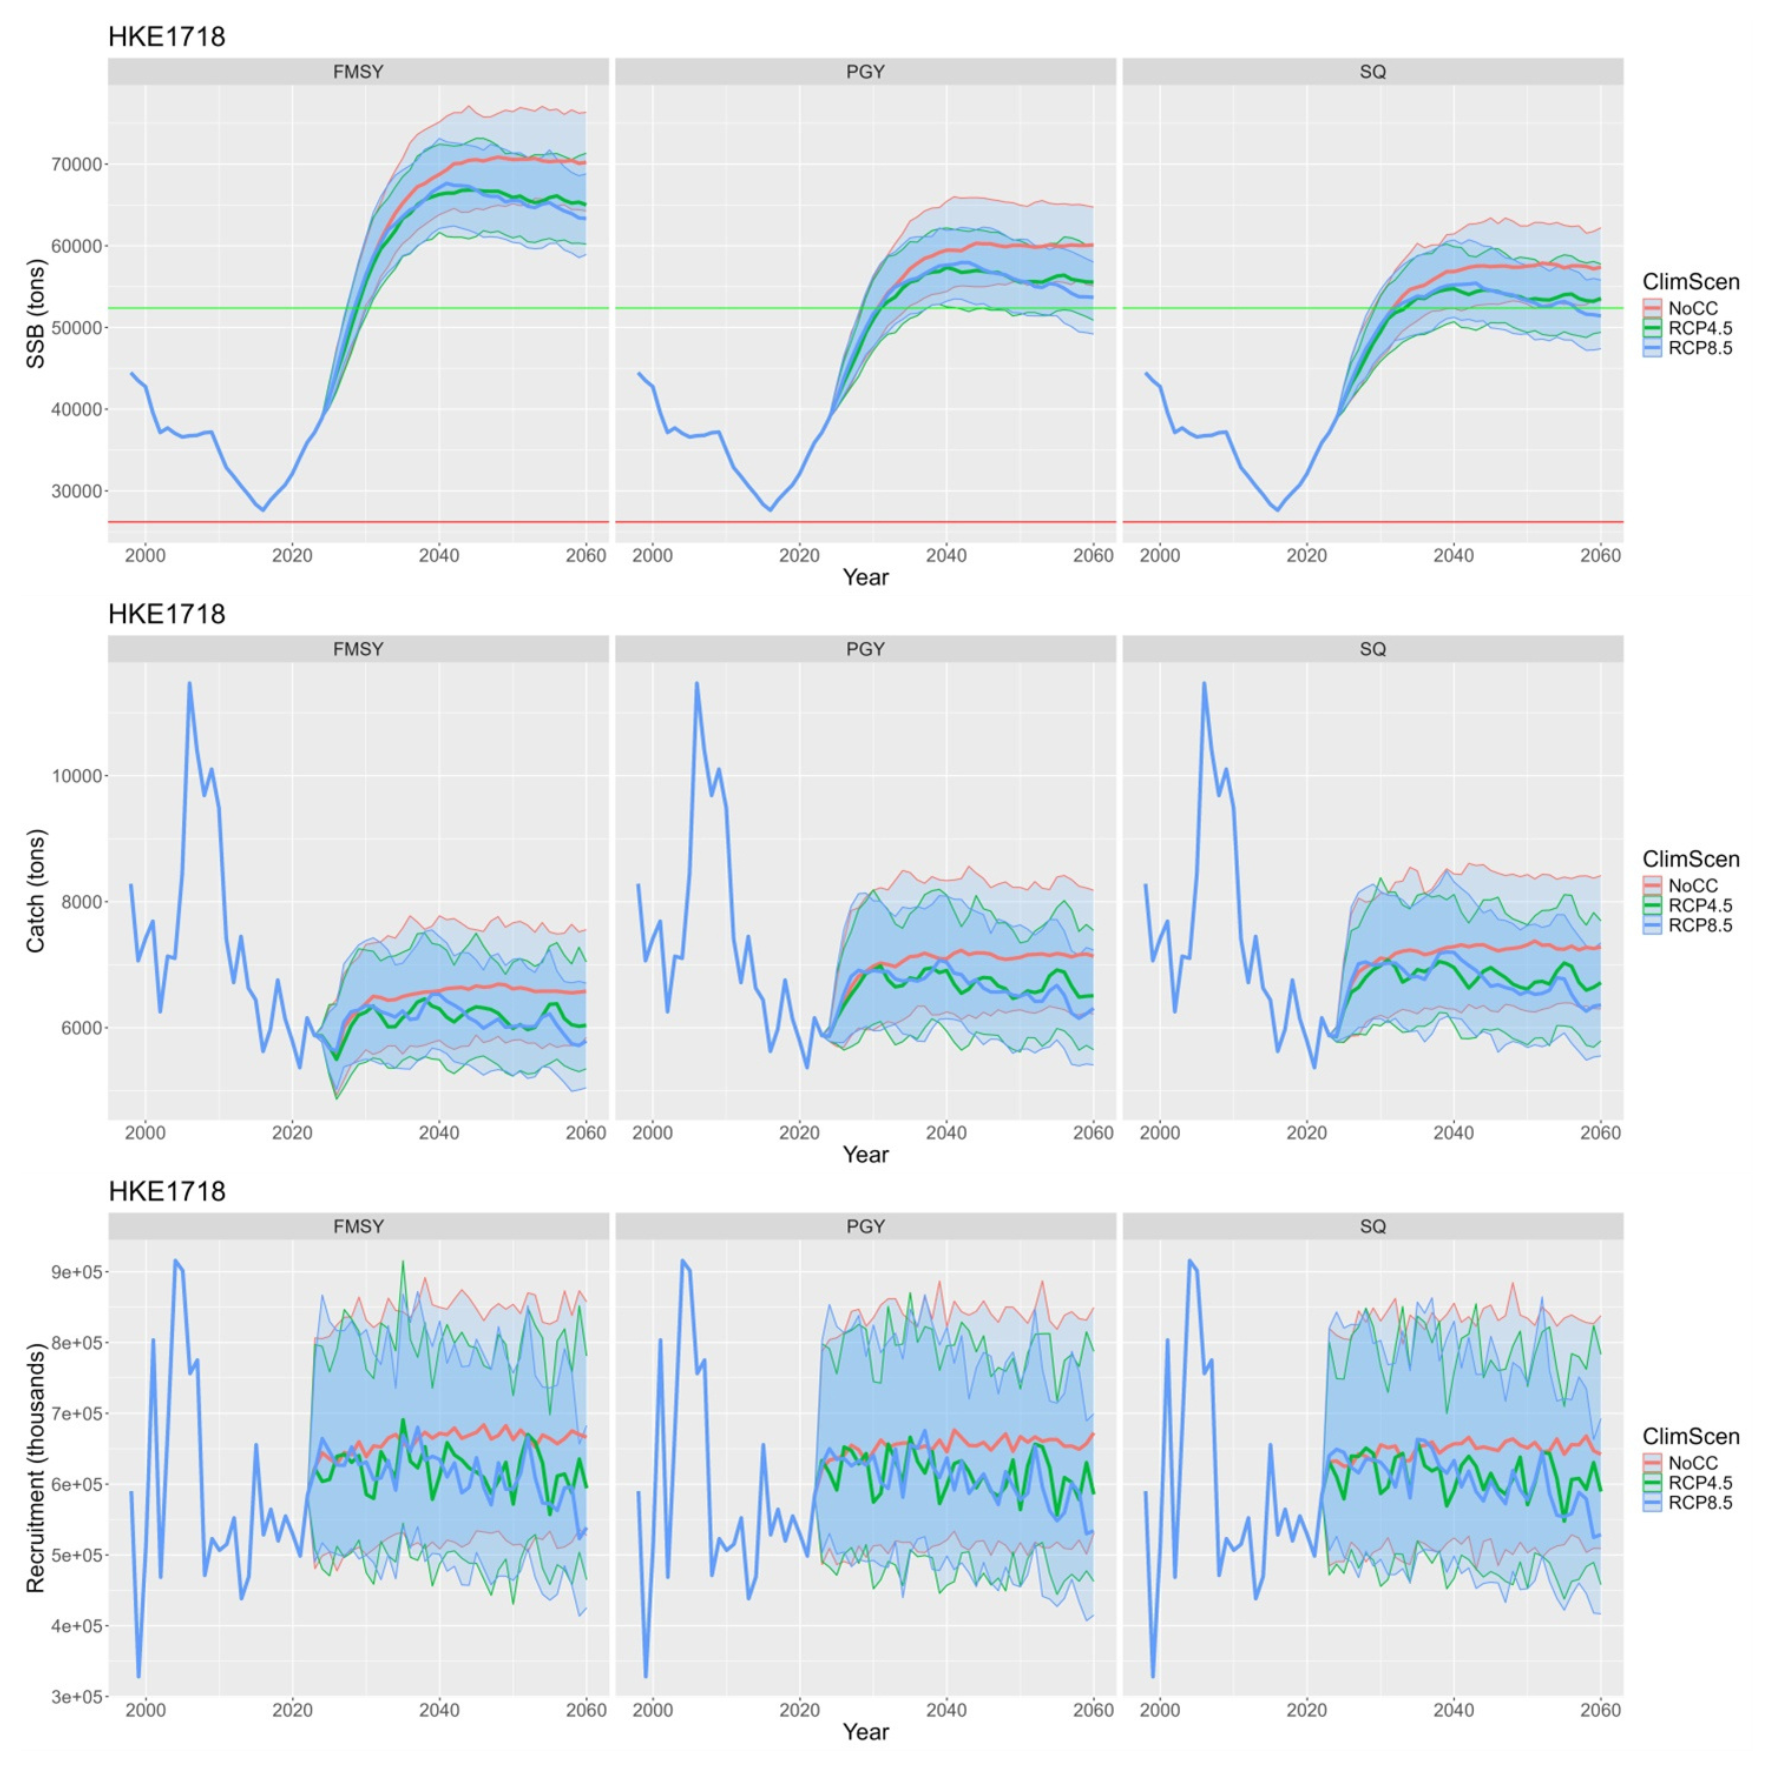 HKE1718
FMSY PGY SQ
70000
60000
50000
40000
30000
SSB (tons)
2000 2020 2040 2060 2000 2020 2040 2060 2000 2020 2040 2060
Year
ClimScen
NoCC
RCP4.5
RCP8.5
HKE1718
FMSY PGY SQ
10000
8000
6000
Catch (tons)
2000 2020 2040 2060 2000 2020 2040 2060 2000 2020 2040 2060
Year
ClimScen
NoCC
RCP4.5
RCP8.5
HKE1718
FMSY PGY SQ
9e+05
8e+05
7e+05
6e+05
5e+05
4e+05
3e+05
Recruitment (thousands)
2000 2020 2040 2060 2000 2020 2040 2060 2000 2020 2040 2060
Year
ClimScen
NoCC
RCP4.5
RCP8.5